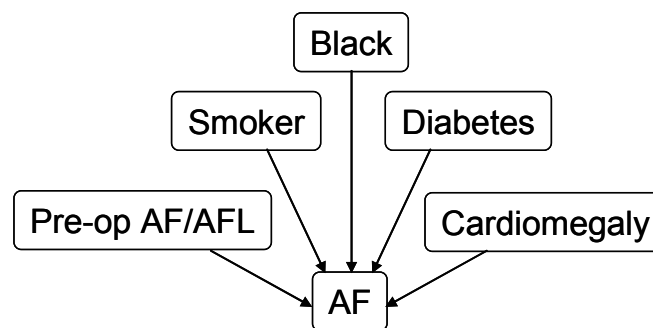 Black
Smoker
Diabetes
Pre-op AF/AFL
Cardiomegaly
AF